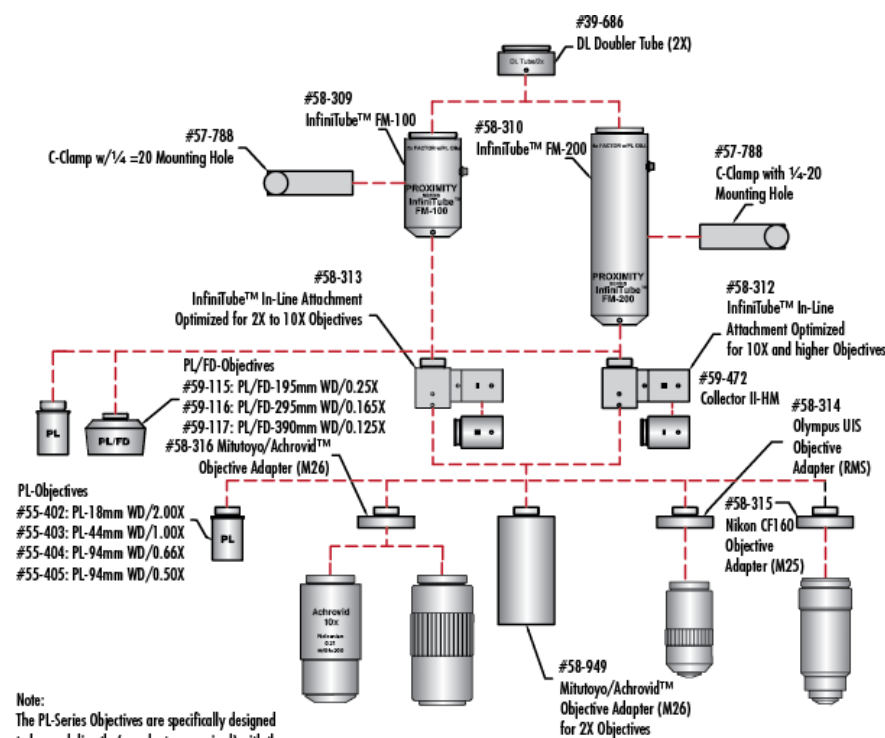 #39-686
DL Doubler Tube (2X)
DL Tube/2x
#58-309
InfiniTube™ FM-100
#58-310
InfiniTube™ FM-200
#57-788
C-Clamp w/¼ =20 Mounting Hole
#57-788
C-Clamp with ¼-20
Mounting Hole
PROXIMITY
InfiniTube™
FM-100
PROXIMITY
InfiniTube™
FM-200
#58-313
InfiniTube™ In-Line Attachment
Optimized for 2X to 10X Objectives
#58-312
InfiniTube™ In-Line
Attachment Optimized
for 10X and higher Objectives
#59-472
Collector II-HM
PL/FD-Objectives
#59-115: PL/FD-195mm WD/0.25X
#59-116: PL/FD-295mm WD/0.165X
#59-117: PL/FD-390mm WD/0.125X
PL
PL/FD
#58-316 Mitutoyo/Achrovid™
Objective Adapter (M26)
#58-314
Olympus UIS
Objective
Adapter (RMS)
#58-315
Nikon CF160
Objective
Adapter (M25)
PL-Objectives
#55-402: PL-18mm WD/2.00X
#55-403: PL-44mm WD/1.00X
#55-404: PL-94mm WD/0.66X
#55-405: PL-94mm WD/0.50X
PL
Achrovid
10x
#58-949
Mitutoyo/Achrovid™
Objective Adapter (M26)
for 2X Objectives
Note:
The PL-Series Objectives are specifically designed